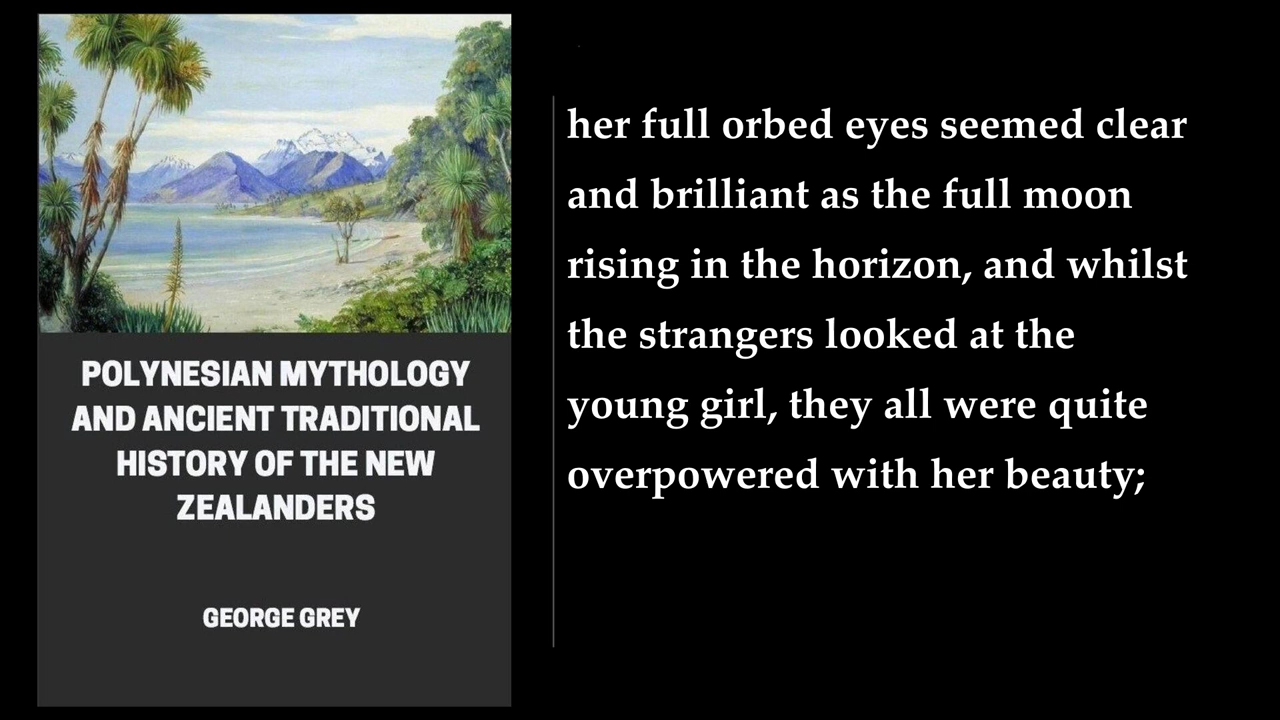 POLYNESIAN MYTHOLOGY
AND ANCIENT TRADITIONAL
HISTORY OF THE NEW
ZEALANDERS
GEORGE GREY
her full orbed eyes seemed clear
and brilliant as the full moon
rising in the horizon, and whilst
the strangers looked at the
young girl, they all were quite
overpowered with her beauty;